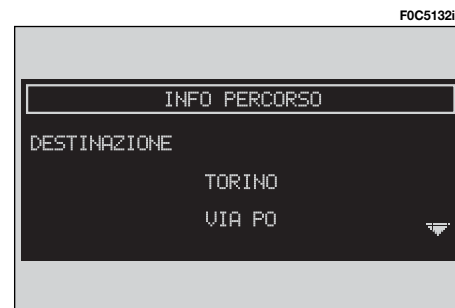 F0C5132i
INFO PERCORSO
DESTINAZIONE
TORINO
VIA PO